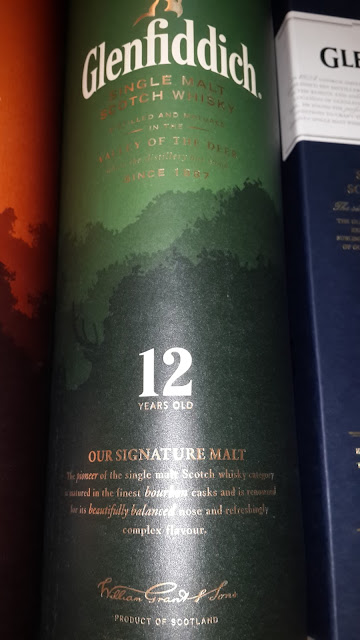 Glenfiddich.
SINGLE MALT
SCOTCH WHISKY
DISTILLED AND MATURED
IN THE
VALLEY OF THE DEER
SINCE 1887
12
YEARS OLD
OUR SIGNATURE MALT
The pioneer of the single malt Scotch whisky category
is matured in the finest bourbon casks and is renowned
for its beautifully balanced nose and refreshingly
complex flavour.
William Grant & Sons
PRODUCT OF SCOTLAND
GLE